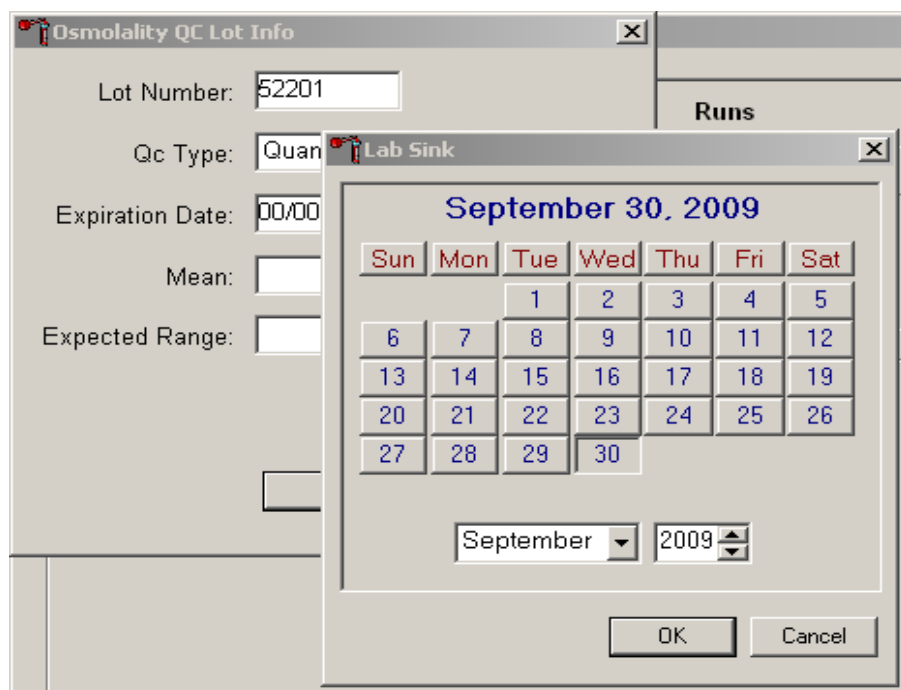 Osmolality QC Lot Info
Lot Number: 52201
Runs
Qc Type: Quan
Expiration Date: 00/00
Mean:
Expected Range:
Lab Sink
September 30, 2009
Sun Mon Tue Wed Thu Fri Sat
1 2 3 4 5
6 7 8 9 10 11 12
13 14 15 16 17 18 19
20 21 22 23 24 25 26
27 28 29 30
September 2009
OK Cancel